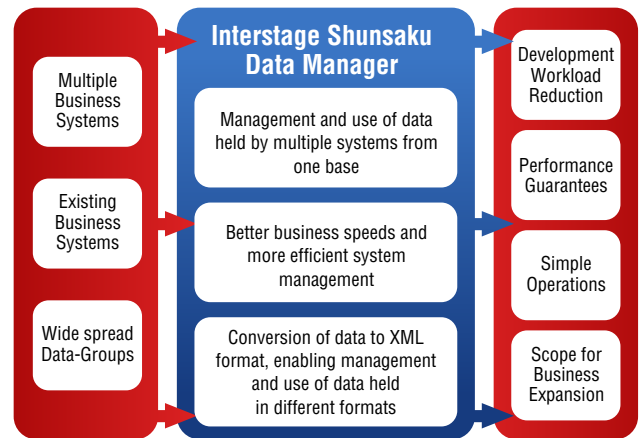 Multiple
Business
Systems
Existing
Business
Systems
Wide spread
Data-Groups
Interstage Shunsaku
Data Manager
Management and use of data
held by multiple systems from
one base
Better business speeds and
more efficient system
management
Conversion of data to XML
format, enabling management
and use of data held
in different formats
Development
Workload
Reduction
Performance
Guarantees
Simple
Operations
Scope for
Business
Expansion